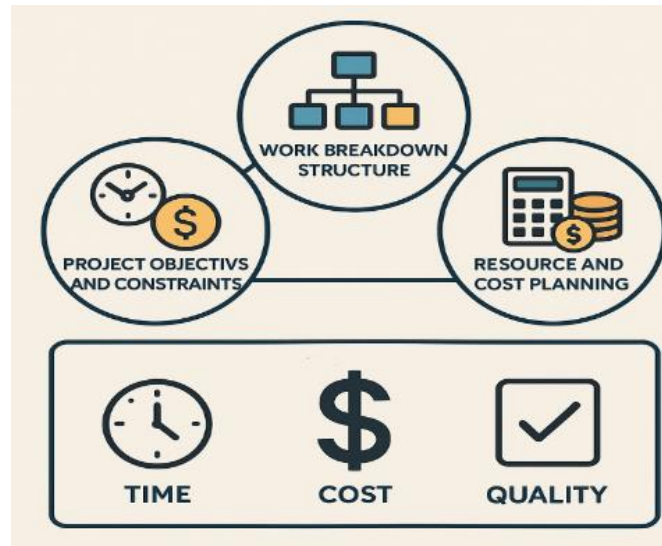 WORK BREAKDOWN
STRUCTURE
PROJECT OBJECTIVS
AND CONSTRAINTS
RESOURCE AND
COST PLANNING
TIME
COST
QUALITY